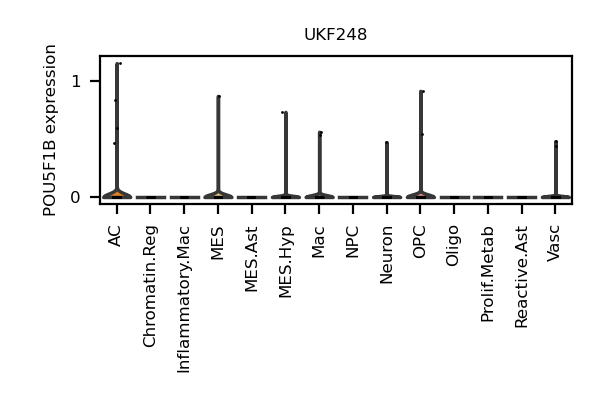 UKF248
POU5F1B expression
1
0
AC
Chromatin.Reg
Inflammatory.Mac
MES
MES.Ast
MES.Hyp
Mac
NPC
Neuron
OPC
Oligo
Prolif.Metab
Reactive.Ast
Vasc